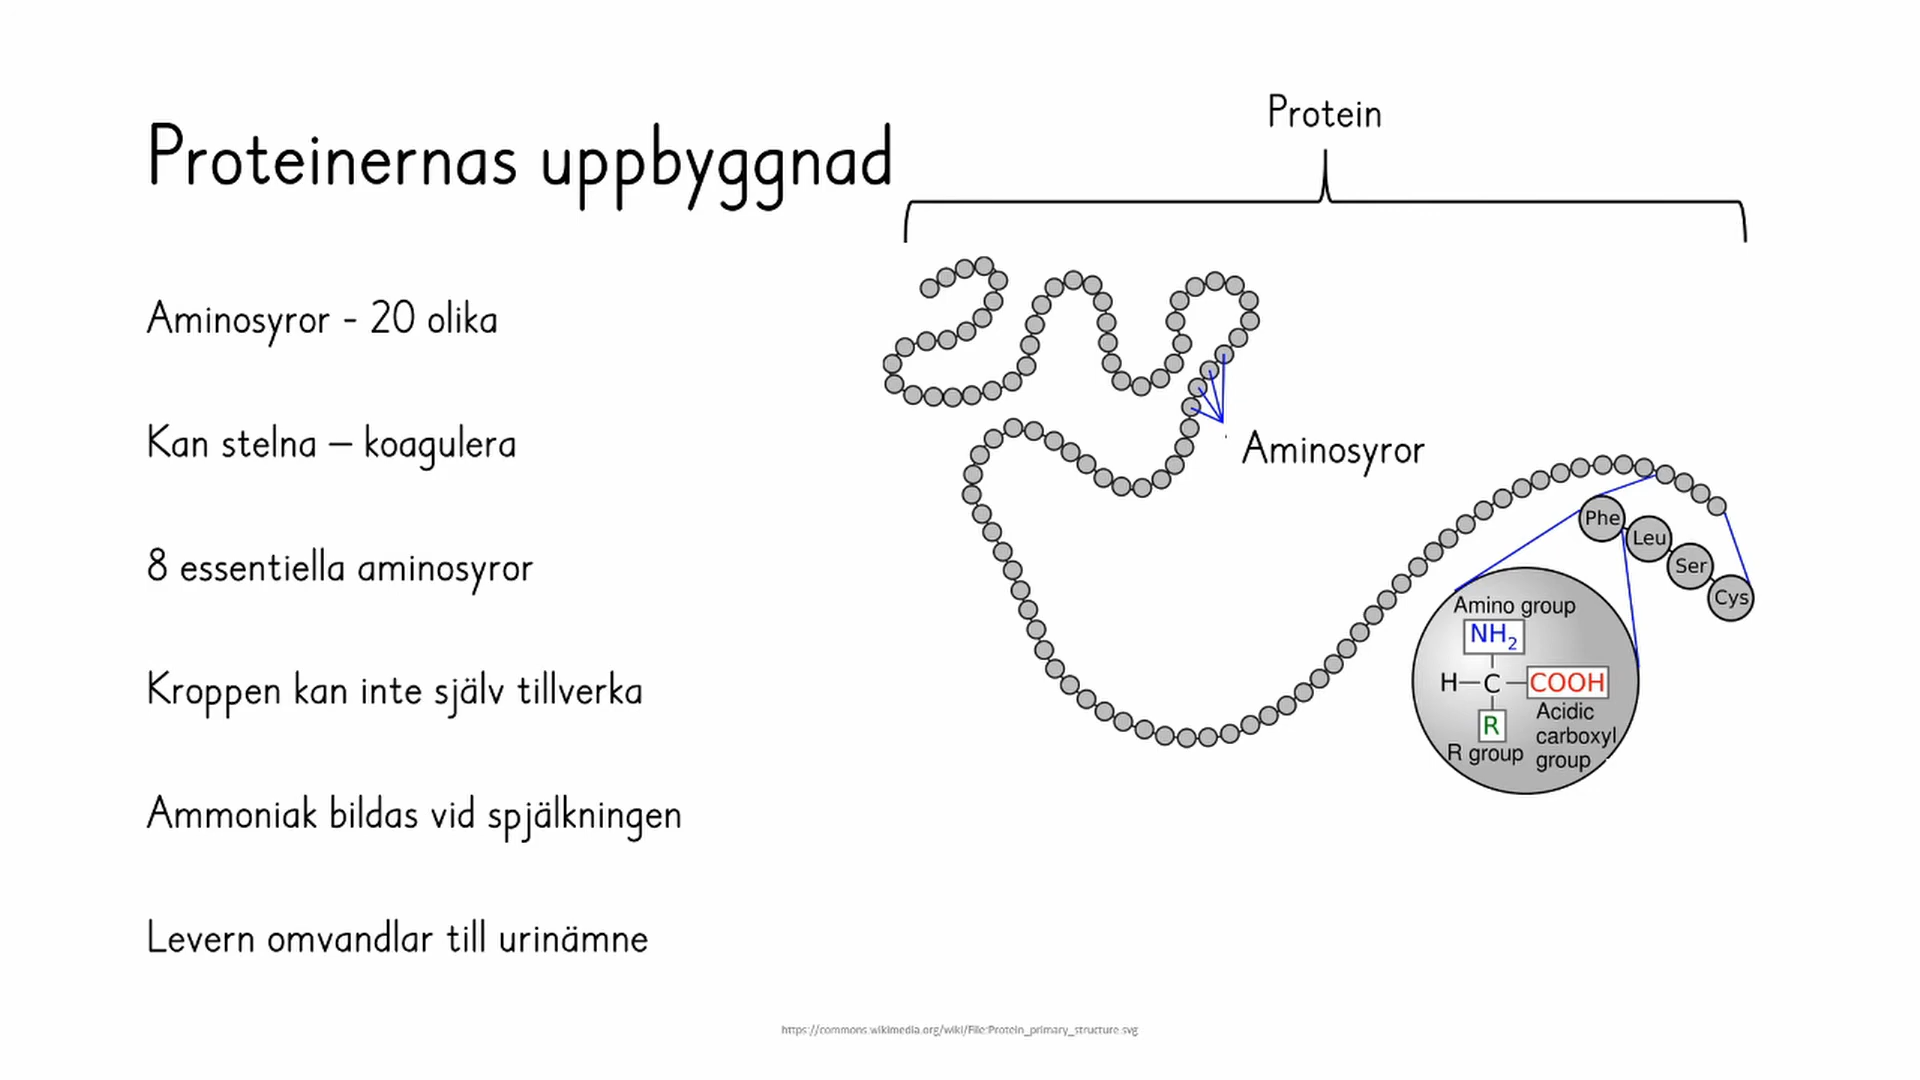 Protein
Proteinernas uppbyggnad
Aminosyror - 20 olika
Kan stelna – koagulera
8 essentiella aminosyror
Kroppen kan inte själv tillverka
Ammoniak bildas vid spjälkningen
Levern omvandlar till urinämne
Aminosyror
Phe
Leu
Ser
Cys
Amino group
NH₂
H—C—COOH
R
Acidic
carboxyl
group
R group
https://commons.wikimedia.org/wiki/File:Protein_primary_structure.svg